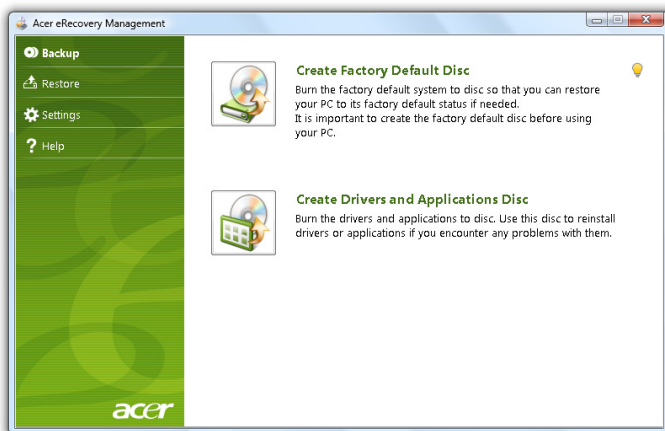 Acer eRecovery Management
Backup
Restore
Settings
? Help
Create Factory Default Disc
Burn the factory default system to disc so that you can restore
your PC to its factory default status if needed.
It is important to create the factory default disc before using
your PC.
Create Drivers and Applications Disc
Burn the drivers and applications to disc. Use this disc to reinstall
drivers or applications if you encounter any problems with them.
acer